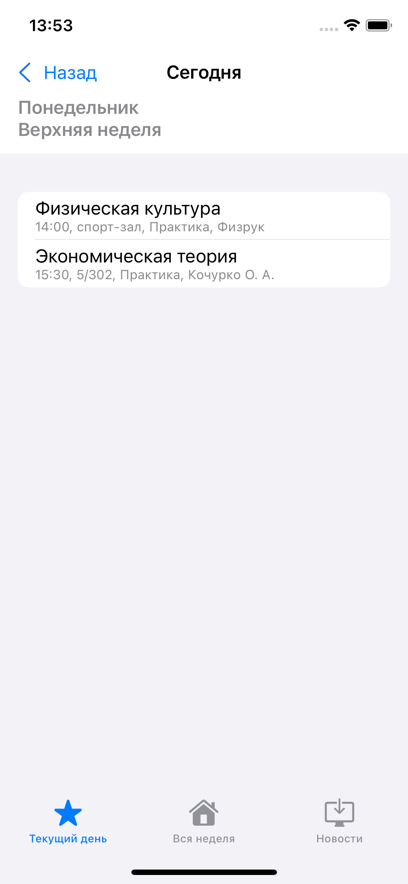 13:53
Назад
Сегодня
Понедельник
Верхняя неделя
Физическая культура
14:00, спорт-зал, Практика, Физрук
Экономическая теория
15:30, 5/302, Практика, Кочурко О. А.
Текущий день
Вся неделя
Новости